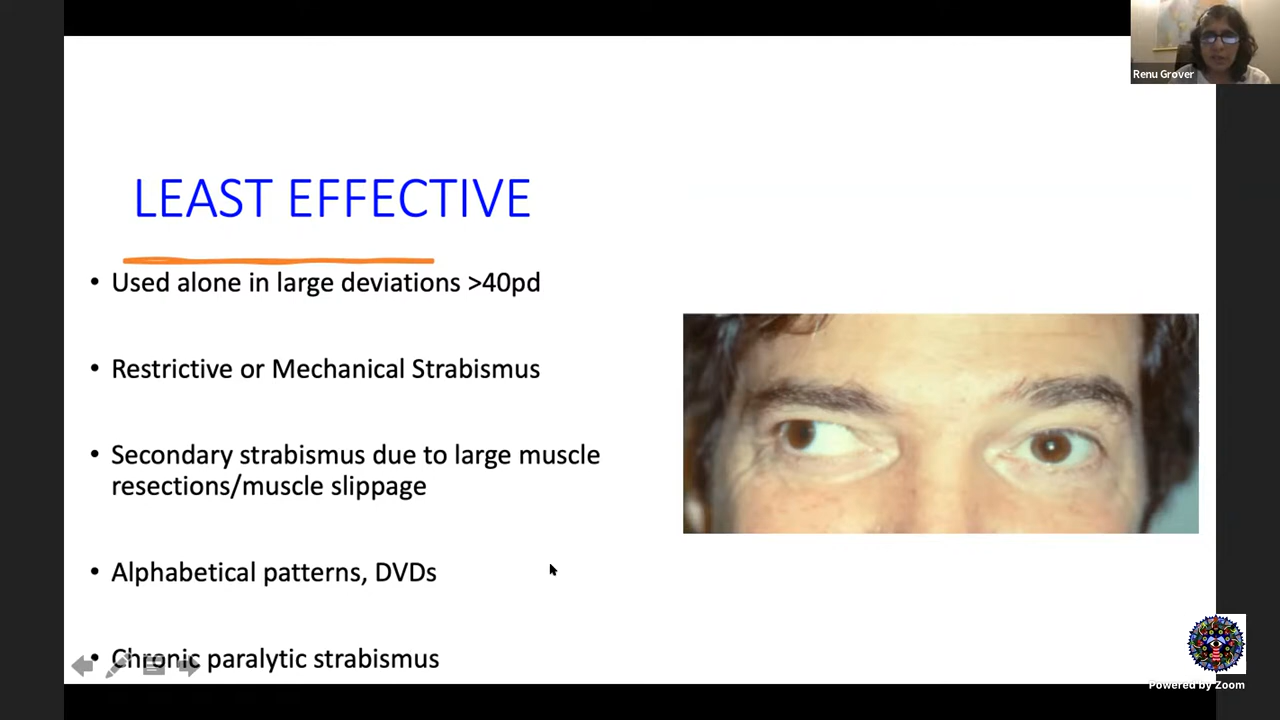 Renu Grover
LEAST EFFECTIVE
• Used alone in large deviations >40pd
• Restrictive or Mechanical Strabismus
• Secondary strabismus due to large muscle
resections/muscle slippage
• Alphabetical patterns, DVDs
• Chronic paralytic strabismus
Powered by Zoom